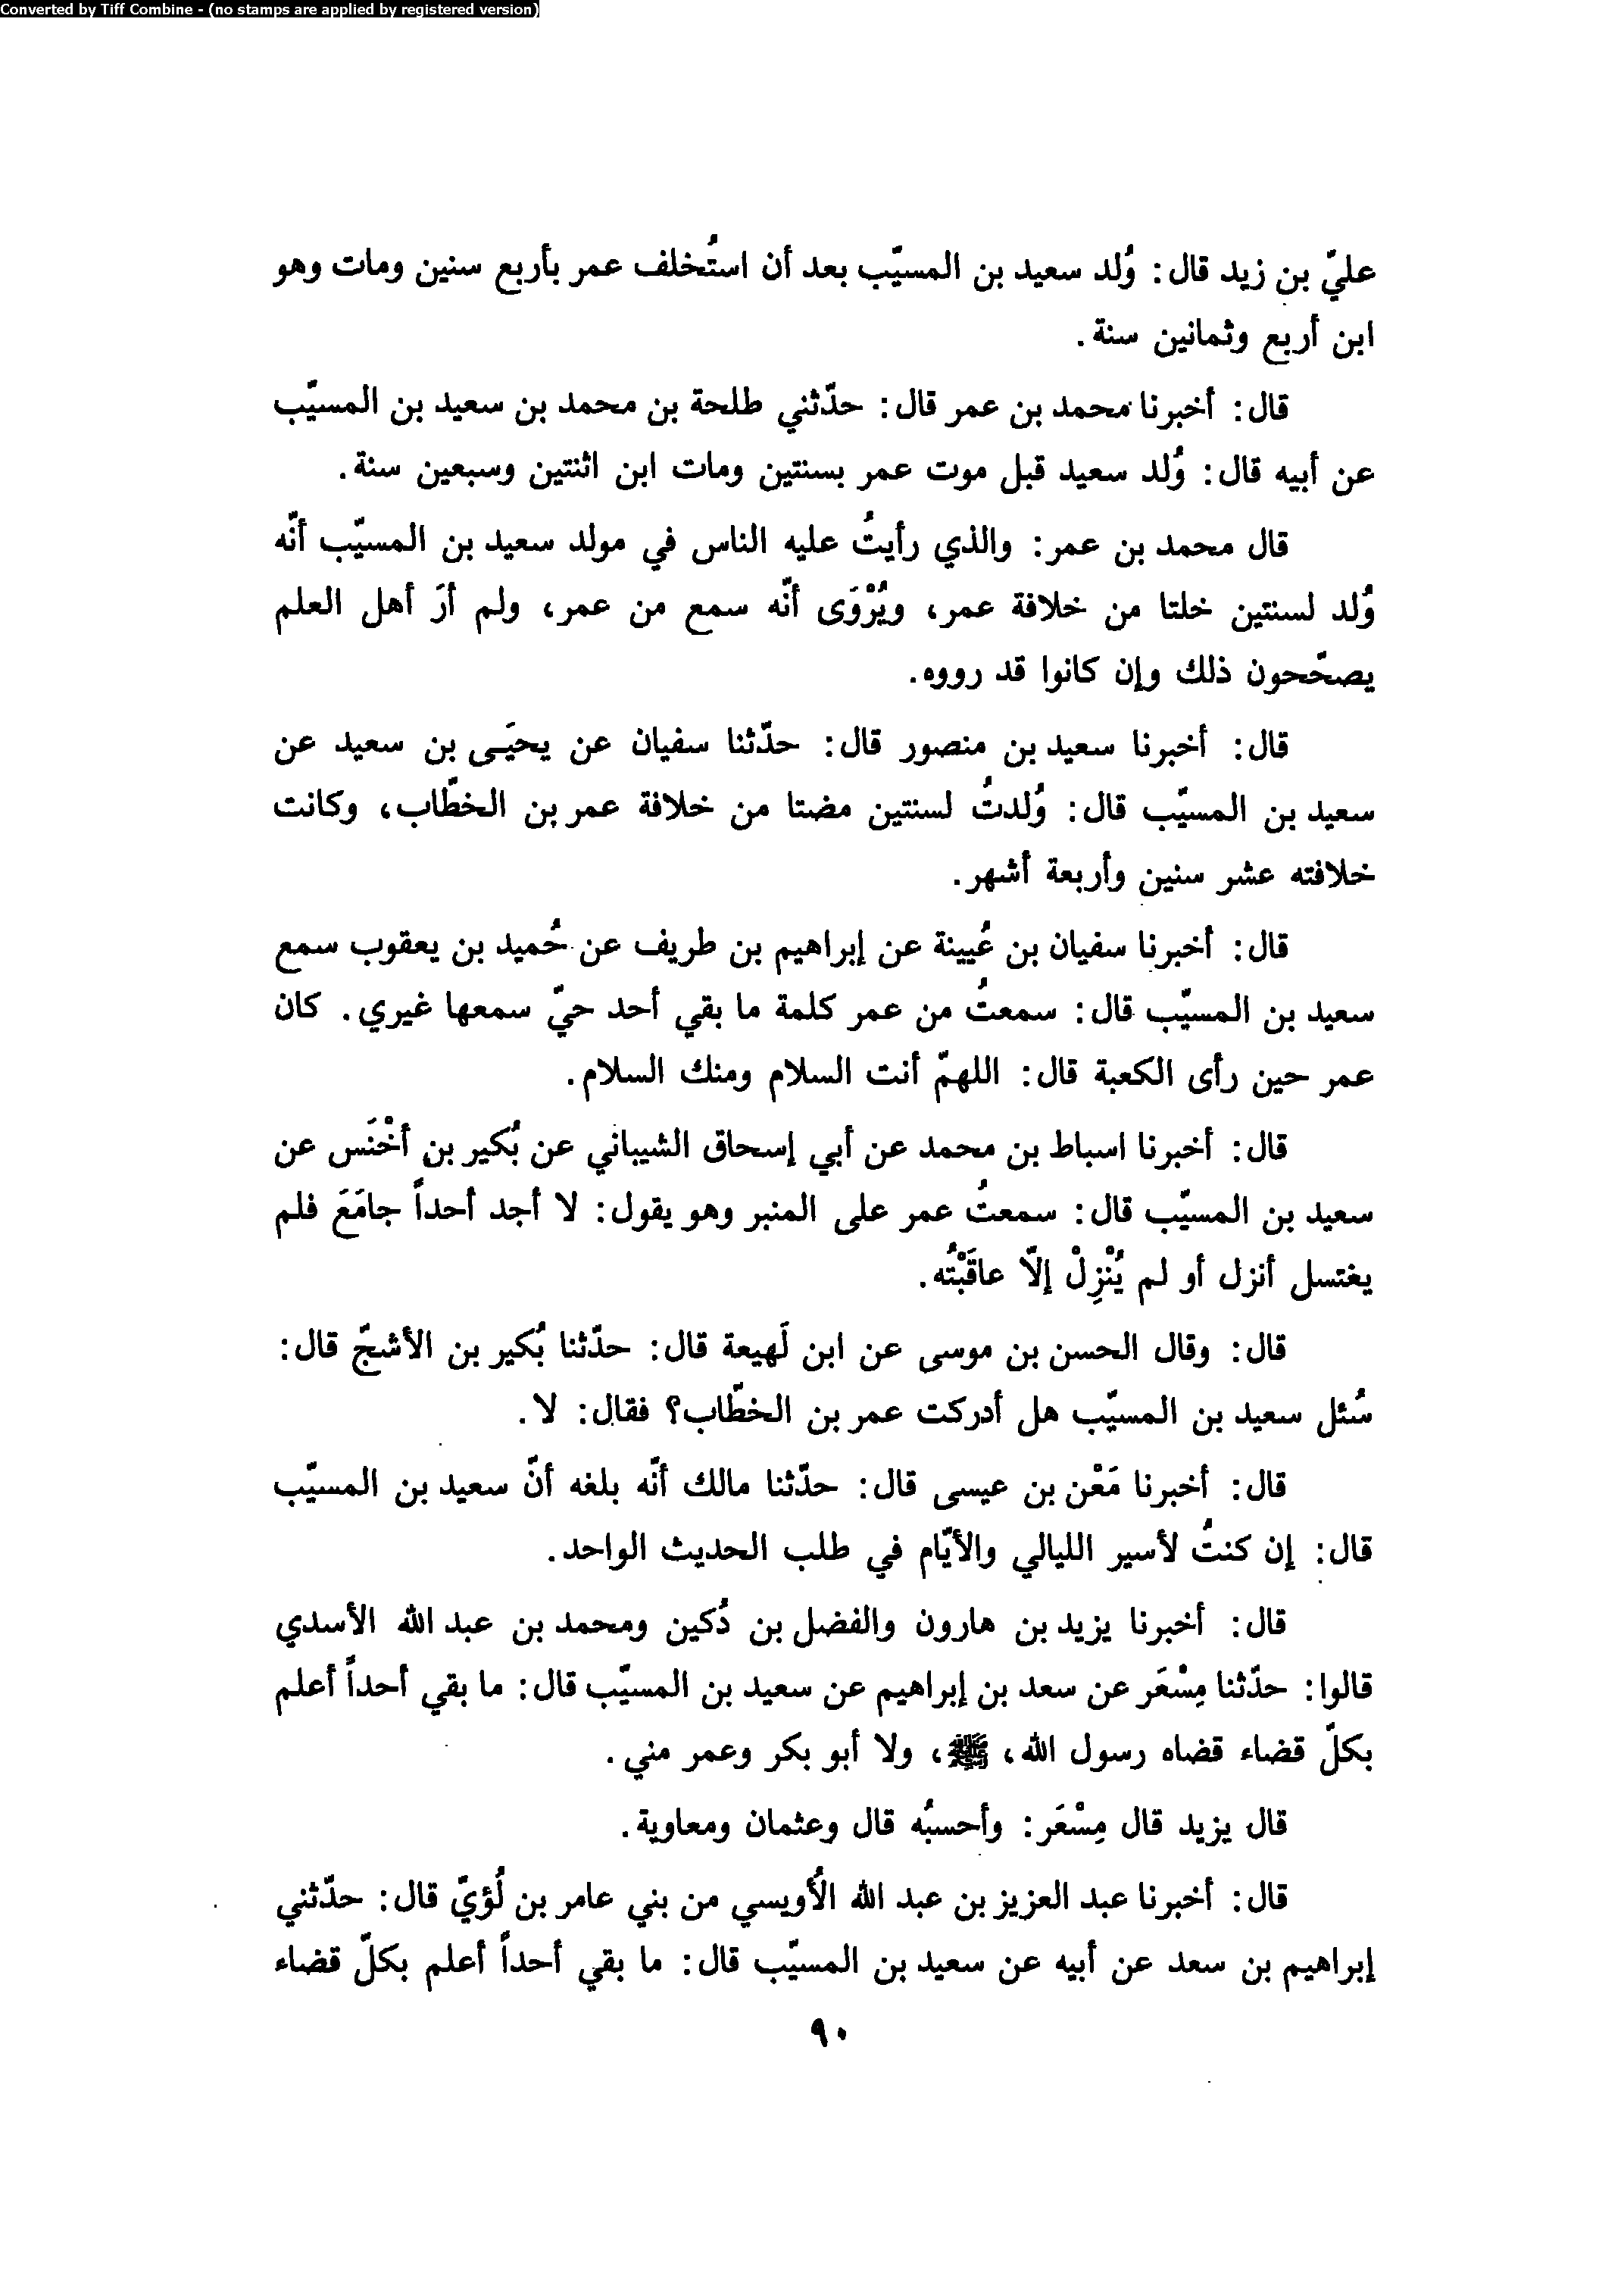 Converted by Tiff Combine - (no stamps are applied by registered version)
عليّ بن زيد قال: وُلد سعيد بن المسيّب بعد أن استُخلف عمر بأربع سنين ومات وهو
ابن أربع وثمانين سنة.
قال: أخبرنا محمد بن عمر قال: حدّثني طلحة بن محمد بن سعيد بن المسيّب
عن أبيه قال: وُلد سعيد قبل موت عمر بسنتين ومات ابن اثنتين وسبعين سنة.
قال محمد بن عمر: والذي رأيتُ عليه الناس في مولد سعيد بن المسيّب أنّه
وُلد لسنتين خلتا من خلافة عمر، ويُرْوَى أنّه سمع من عمر، ولم أرَ أهل العلم
يصحّحون ذلك وإن كانوا قد رووه.
قال: أخبرنا سعيد بن منصور قال: حدّثنا سفيان عن يحيَى بن سعيد عن
سعيد بن المسيّب قال: وُلدتُ لسنتين مضتا من خلافة عمر بن الخطّاب، وكانت
خلافته عشر سنين وأربعة أشهر.
قال: أخبرنا سفيان بن عُيينة عن إبراهيم بن طريف عن حُميد بن يعقوب سمع
سعيد بن المسيّب قال: سمعتُ من عمر كلمة ما بقي أحد حيّ سمعها غيري. كان
عمر حين رأى الكعبة قال: اللهمّ أنت السلام ومنك السلام.
قال: أخبرنا اسباط بن محمد عن أبي إسحاق الشيباني عن بُكير بن أخْنَس عن
سعيد بن المسيّب قال: سمعتُ عمر على المنبر وهو يقول: لا أجد أحداً جامَعَ فلم
يغتسل أنزل أو لم يُنْزِلْ إلّا عاقَبْتُه.
قال: وقال الحسن بن موسى عن ابن لَهيعة قال: حدّثنا بُكير بن الأشجّ قال:
سُئل سعيد بن المسيّب هل أدركت عمر بن الخطّاب؟ فقال: لا.
قال: أخبرنا مَعْن بن عيسى قال: حدّثنا مالك أنّه بلغه أنّ سعيد بن المسيّب
قال: إن كنتُ لأسير الليالي والأيّام في طلب الحديث الواحد.
قال: أخبرنا يزيد بن هارون والفضل بن دُكين ومحمد بن عبد الله الأسدي
قالوا: حدّثنا مِسْعَر عن سعد بن إبراهيم عن سعيد بن المسيّب قال: ما بقي أحداً أعلم
بكلّ قضاء قضاه رسول الله، ﷺ، ولا أبو بكر وعمر مني.
قال يزيد قال مِسْعَر: وأحسبُه قال وعثمان ومعاوية.
قال: أخبرنا عبد العزيز بن عبد الله الأُويسي من بني عامر بن لُؤيّ قال: حدّثني
إبراهيم بن سعد عن أبيه عن سعيد بن المسيّب قال: ما بقي أحداً أعلم بكلّ قضاء
٩٠